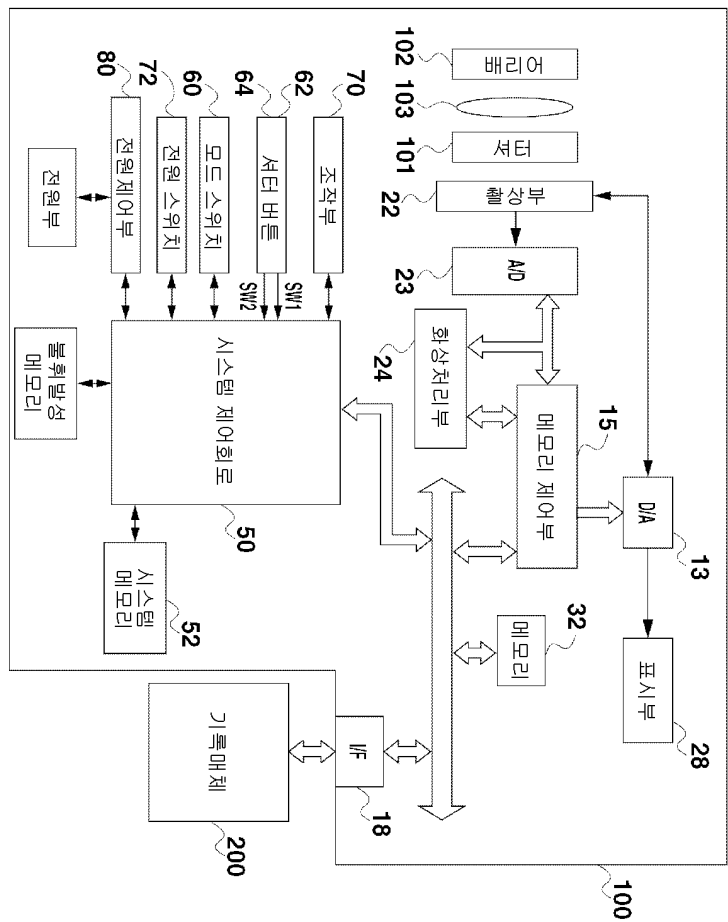 102
배리어
103
101
셔터
22
촬상부
23
A/D
24
화상처리부
15
메모리 제어부
D/A
13
표시부
28
32
메모리
80
전원 제어부
전원부
72
전원 스위치
60
모드 스위치
64
62
셔터 버튼
SW2
SW1
70
조작부
시스템 제어회로
50
불휘발성
메모리
시스템
메모리
52
I/F
18
기록매체
200
100